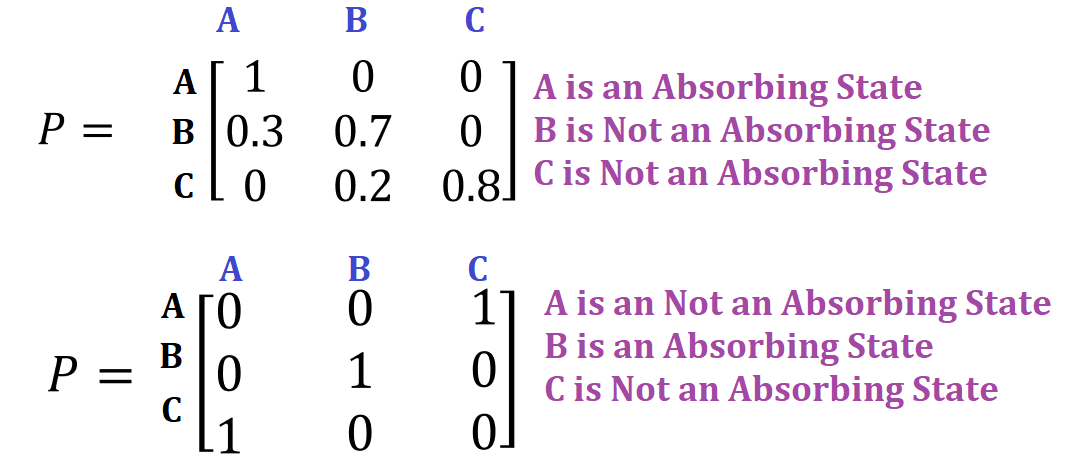 A B C
A 1 0 0 A is an Absorbing State
P = B 0.3 0.7 0 B is Not an Absorbing State
C 0 0.2 0.8 C is Not an Absorbing State
A B C
A 0 0 1 A is an Not an Absorbing State
P = B 0 1 0 B is an Absorbing State
C 1 0 0 C is Not an Absorbing State